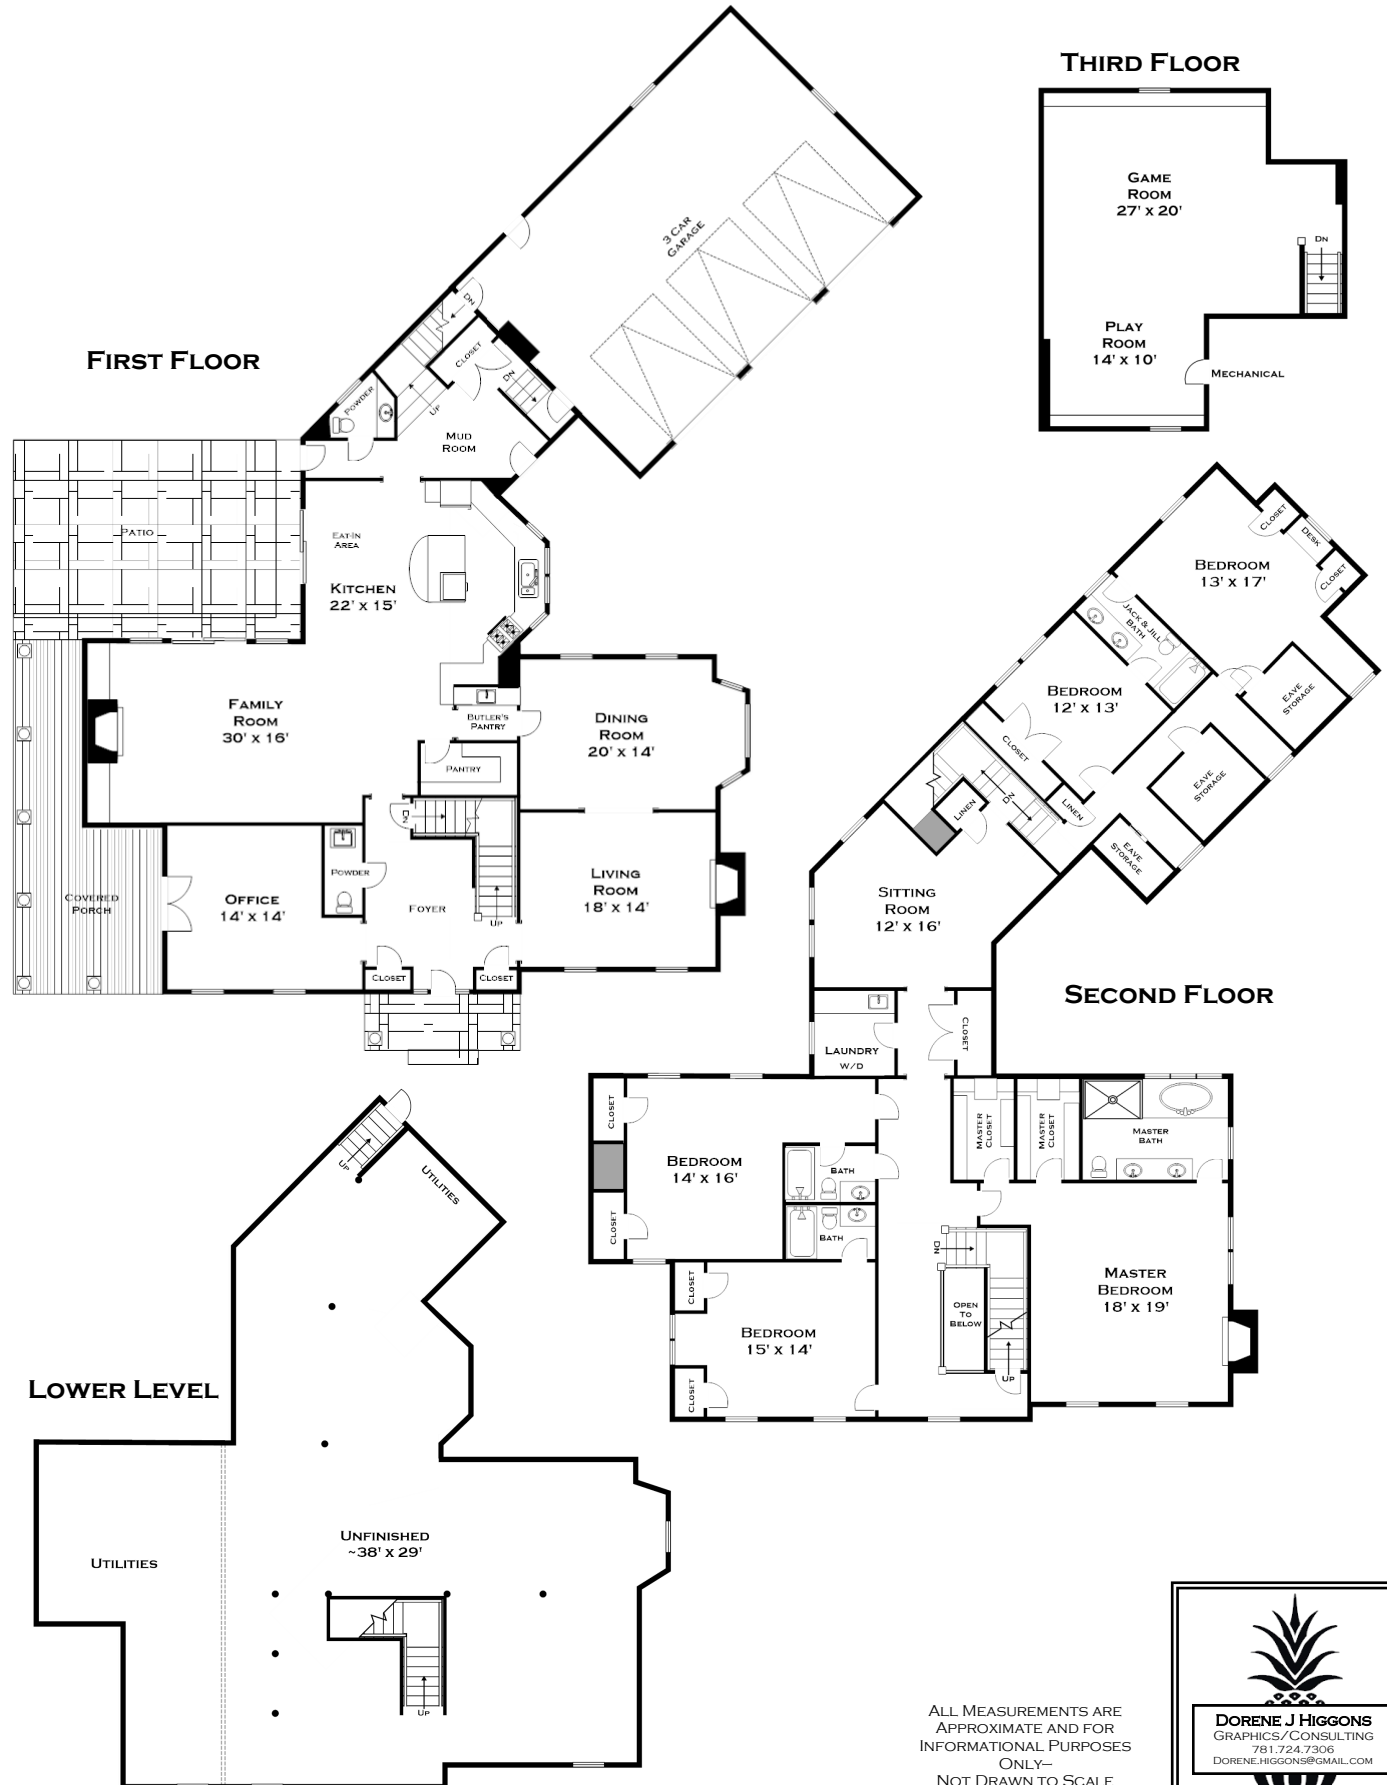 First Floor
3 Car
Garage
Dn
Closet
Dn
Powder
Up
Mud
Room
Patio
Eat-In
Area
Kitchen
22' x 15'
Family
Room
30' x 16'
Butler's
Pantry
Pantry
Dining
Room
20' x 14'
Dn
Covered
Porch
Office
14' x 14'
Powder
Foyer
Up
Living
Room
18' x 14'
Closet
Closet
Third Floor
Game
Room
27' x 20'
Dn
Play
Room
14' x 10'
Mechanical
Second Floor
Closet
Desk
Closet
Bedroom
13' x 17'
Jack & Jill
Bath
Bedroom
12' x 13'
Eave
Storage
Closet
Eave
Storage
Dn
Linen
Linen
Eave
Storage
Sitting
Room
12' x 16'
Laundry
W/D
Closet
Closet
Master
Closet
Master
Closet
Master
Bath
Bedroom
14' x 16'
Bath
Closet
Bath
Dn
Closet
Open
To
Below
Master
Bedroom
18' x 19'
Bedroom
15' x 14'
Up
Closet
Lower Level
Up
Utilities
Unfinished
~38' x 29'
Utilities
Up
All Measurements are
Approximate and for
Informational Purposes
Only–
Not Drawn to Scale
Dorene J Higgons
Graphics/Consulting
781.724.7306
Dorene.higgons@gmail.com